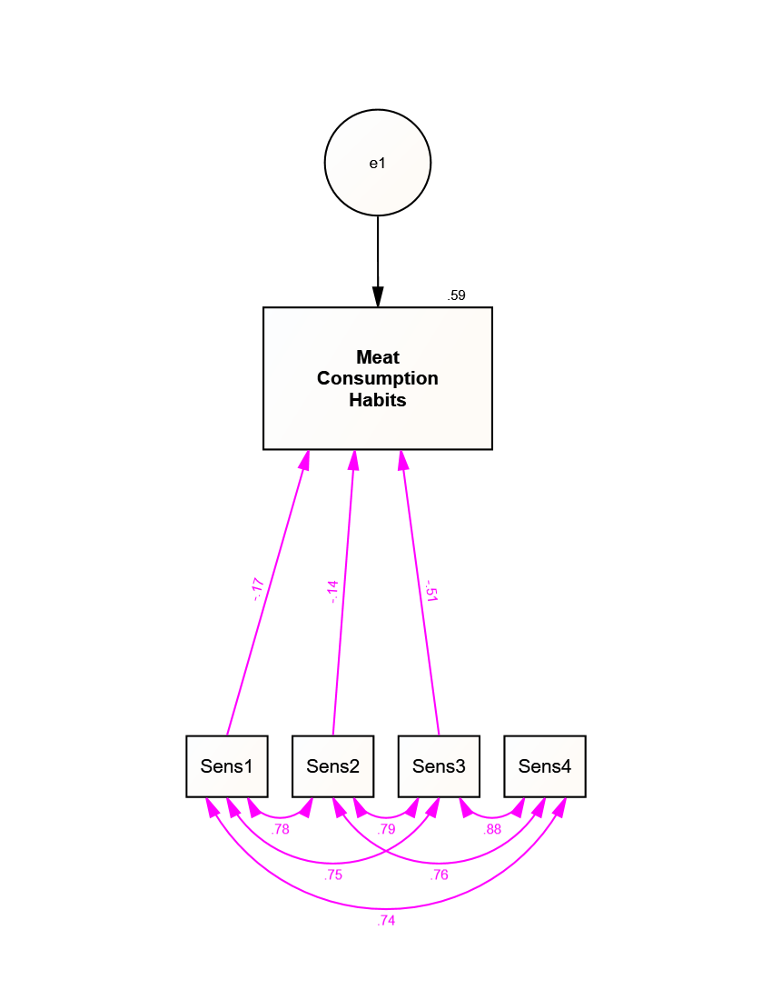 e1
.59
Meat
Consumption
Habits
-.17
-.14
-.51
Sens1
Sens2
Sens3
Sens4
.78
.79
.88
.75
.76
.74